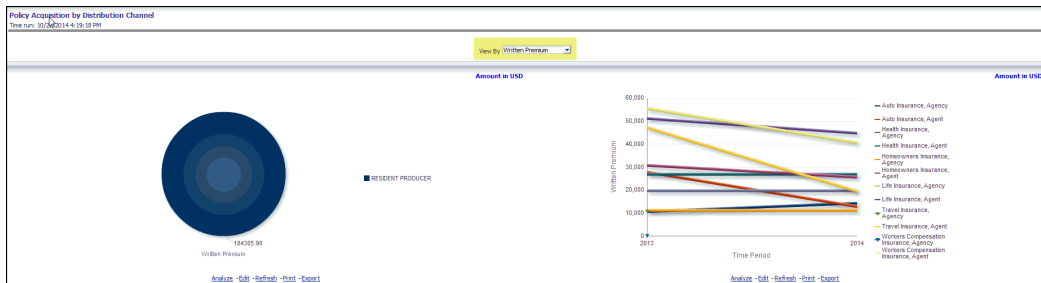 Policy Acquisition by Distribution Channel
Time run: 10/ 2014 4:19:18 PM
View By Written Premium
Amount in USD
Amount in USD
RESIDENT PRODUCER
184305.90
Written Premium
Analyze - Edit - Refresh - Print - Export
60,000
50,000
40,000
30,000
20,000
10,000
0
Written Premium
2013
2014
Time Period
Auto Insurance, Agency
Auto Insurance, Agent
Health Insurance,
Agency
Health Insurance, Agent
Homeowners Insurance,
Agency
Homeowners Insurance,
Agent
Life Insurance, Agency
Life Insurance, Agent
Travel Insurance,
Agency
Travel Insurance, Agent
Workers Compensation
Insurance, Agency
Workers Compensation
Insurance, Agent
Analyze - Edit - Refresh - Print - Export